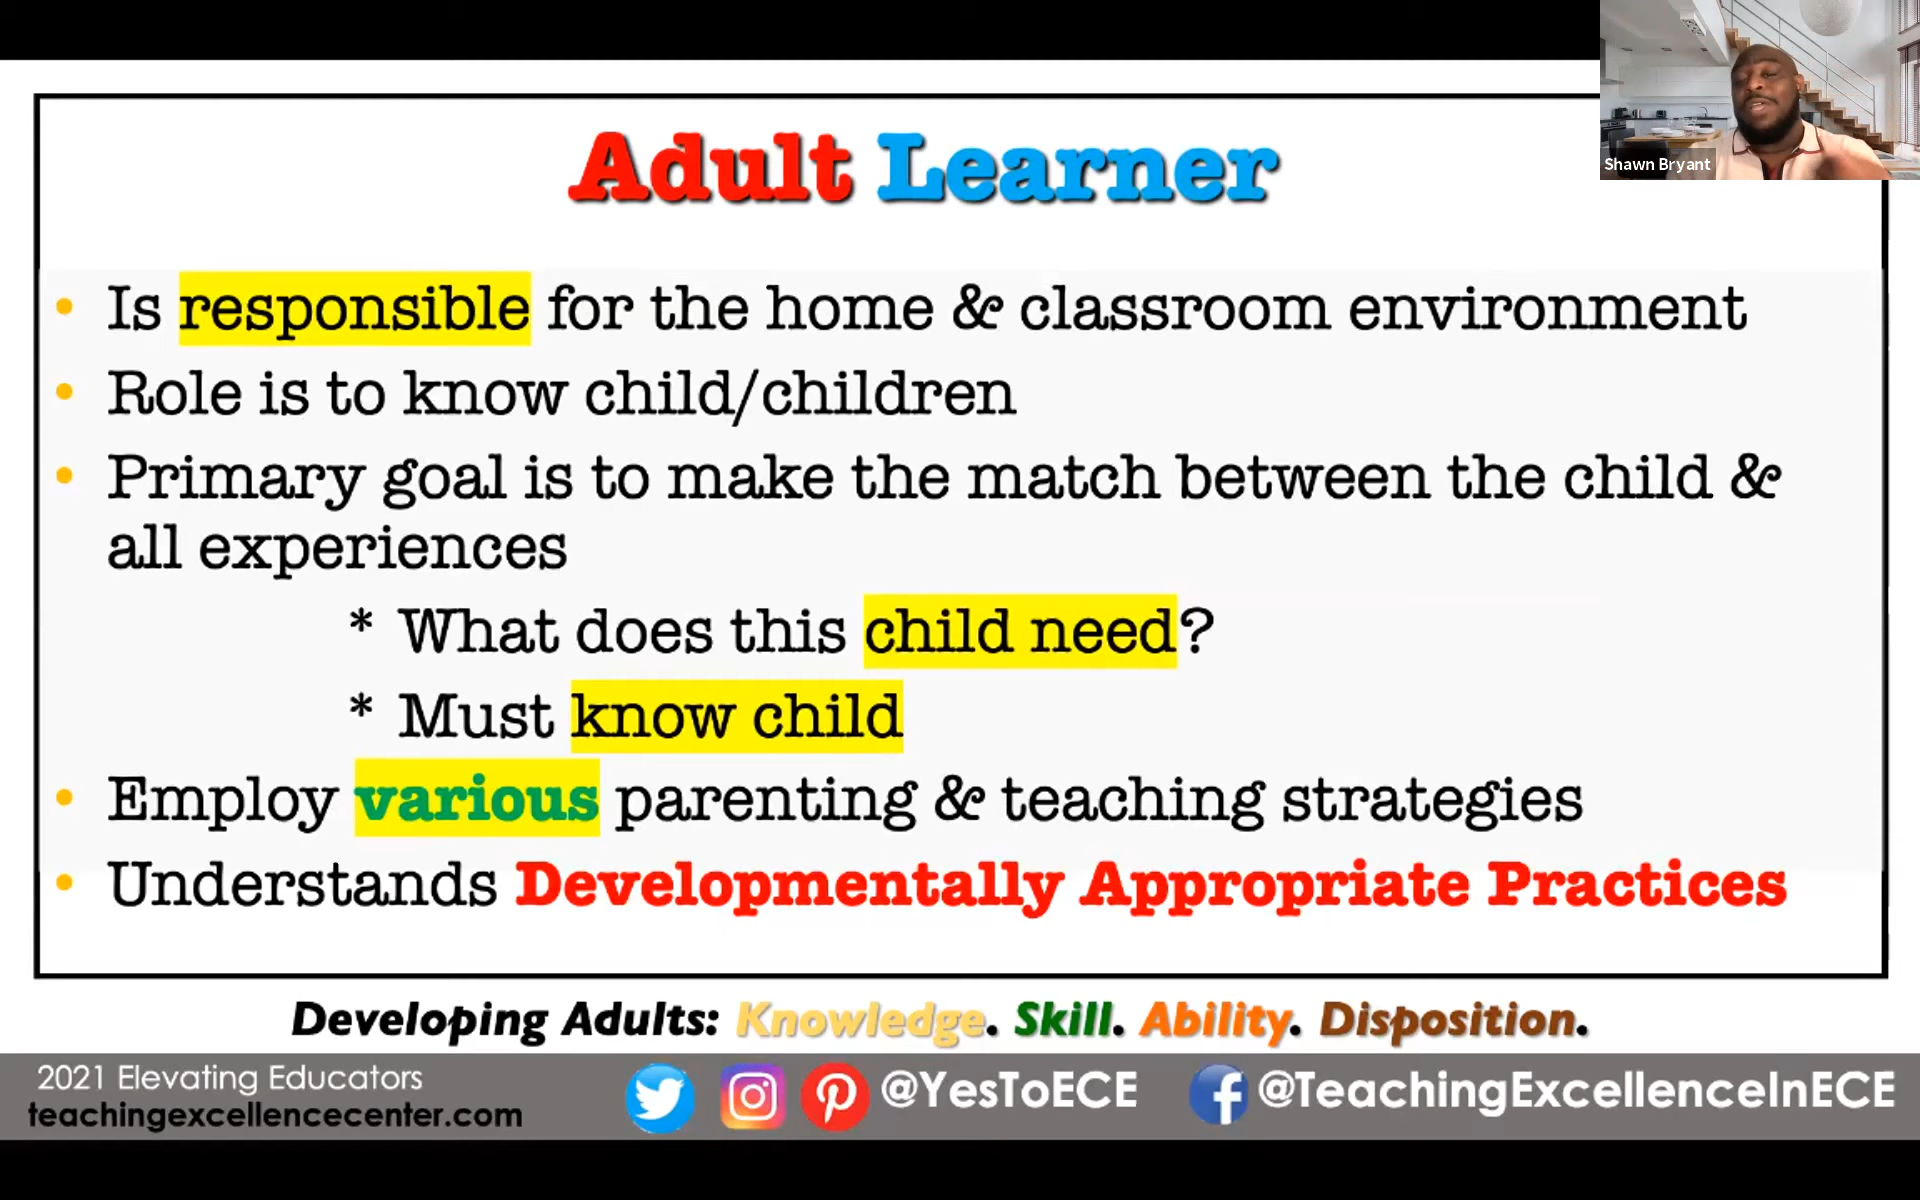 Shawn Bryant
Adult Learner
• Is responsible for the home & classroom environment
• Role is to know child/children
• Primary goal is to make the match between the child &
all experiences
* What does this child need?
* Must know child
• Employ various parenting & teaching strategies
• Understands Developmentally Appropriate Practices
Developing Adults: Knowledge. Skill. Ability. Disposition.
2021 Elevating Educators
teachingexcellencecenter.com
@YesToECE
@TeachingExcellenceInECE